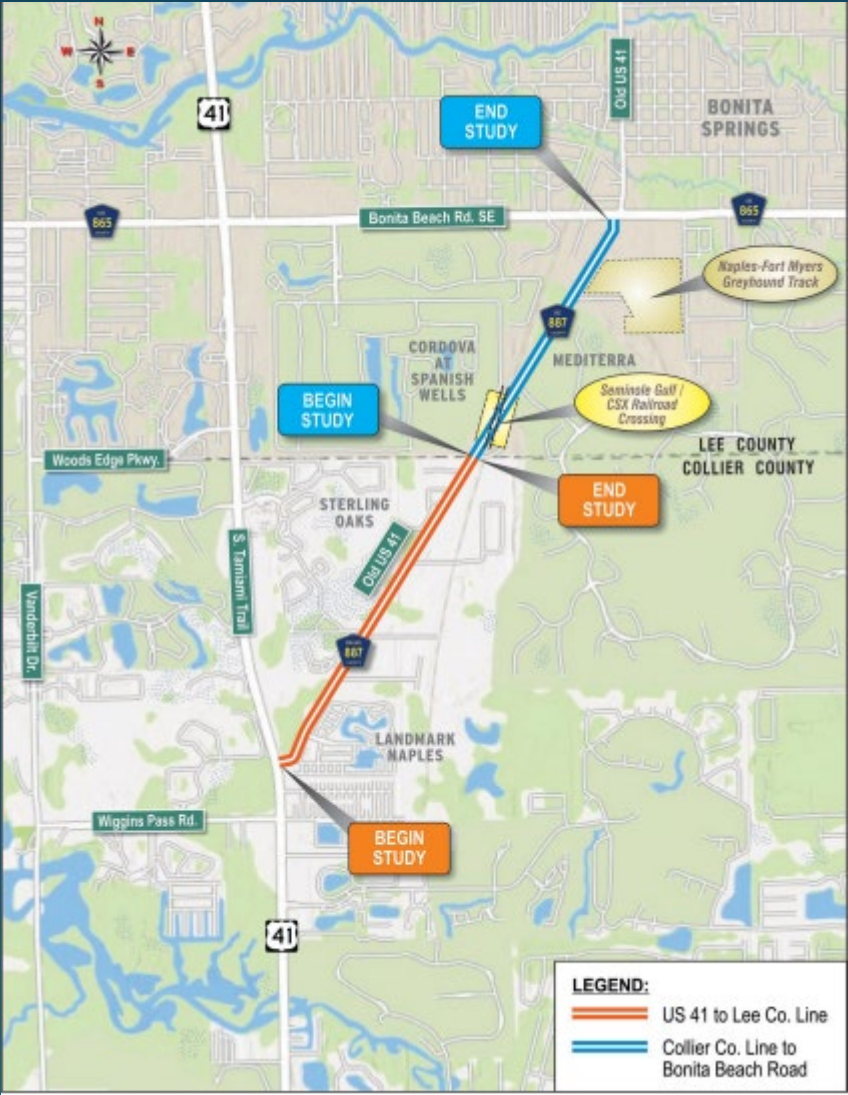 N
W E
S
41
Old US 41
END
STUDY
BONITA
SPRINGS
865
Bonita Beach Rd. SE
865
Naples-Fort Myers
Greyhound Track
887
CORDOVA
AT
SPANISH
WELLS
MEDITERRA
BEGIN
STUDY
Seminole Gulf /
CSX Railroad
Crossing
LEE COUNTY
COLLIER COUNTY
Woods Edge Pkwy.
END
STUDY
STERLING
OAKS
Old US 41
S. Tamiami Trail
Vanderbilt Dr.
887
LANDMARK
NAPLES
Wiggins Pass Rd.
BEGIN
STUDY
41
LEGEND:
US 41 to Lee Co. Line
Collier Co. Line to
Bonita Beach Road